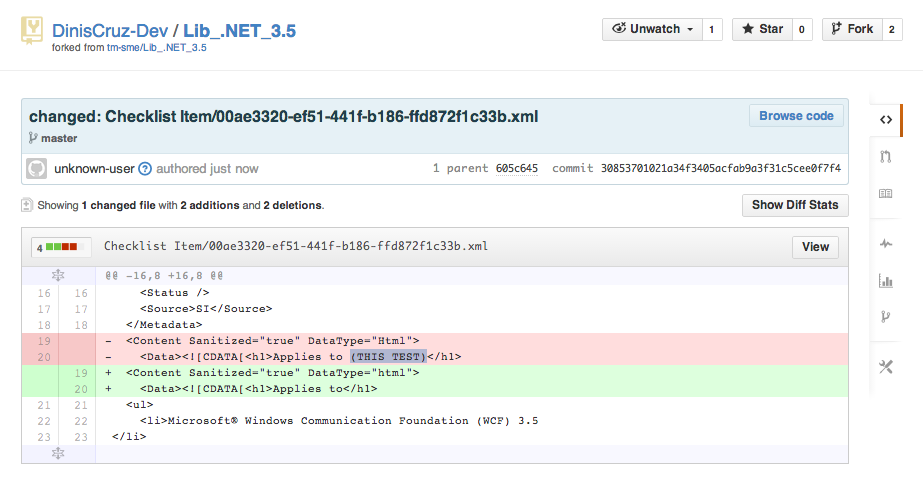 DinisCruz-Dev / Lib_.NET_3.5
forked from tm-sme/Lib_.NET_3.5
Unwatch 1 Star 0 Fork 2
changed: Checklist Item/00ae3320-ef51-441f-b186-ffd872f1c33b.xml
Browse code
master
unknown-user ? authored just now
1 parent 605c645 commit 30853701021a34f3405acfab9a3f31c5cee0f7f4
Showing 1 changed file with 2 additions and 2 deletions.
Show Diff Stats
4 Checklist Item/00ae3320-ef51-441f-b186-ffd872f1c33b.xml View
@@ -16,8 +16,8 @@
16 16 <Status />
17 17 <Source>SI</Source>
18 18 </Metadata>
19 - <Content Sanitized="true" DataType="Html">
20 - <Data><![CDATA[<h1>Applies to (THIS TEST)</h1>
19 + <Content Sanitized="true" DataType="html">
20 + <Data><![CDATA[<h1>Applies to</h1>
21 21 <ul>
22 22 <li>Microsoft® Windows Communication Foundation (WCF) 3.5
23 23 </li>